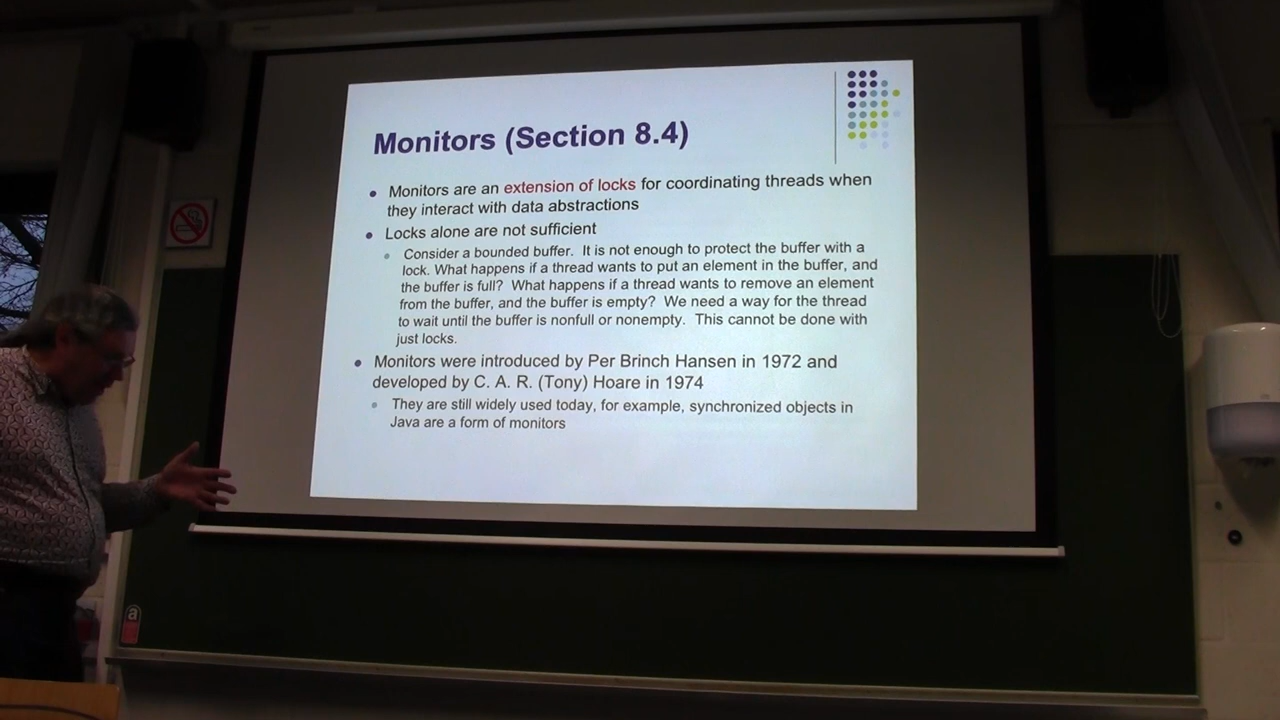 Monitors (Section 8.4)
Monitors are an extension of locks for coordinating threads when
they interact with data abstractions
Locks alone are not sufficient
Consider a bounded buffer. It is not enough to protect the buffer with a
lock. What happens if a thread wants to put an element in the buffer, and
the buffer is full? What happens if a thread wants to remove an element
from the buffer, and the buffer is empty? We need a way for the thread
to wait until the buffer is nonfull or nonempty. This cannot be done with
just locks.
Monitors were introduced by Per Brinch Hansen in 1972 and
developed by C. A. R. (Tony) Hoare in 1974
They are still widely used today, for example, synchronized objects in
Java are a form of monitors
a